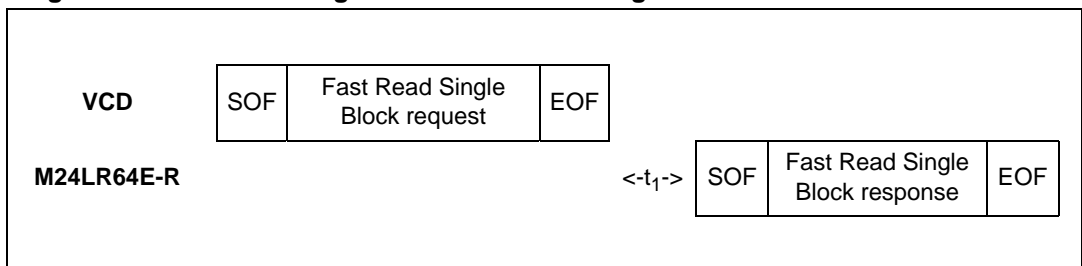 VCD SOF Fast Read Single EOF
Block request
M24LR64E-R <-t1-> SOF Fast Read Single EOF
Block response